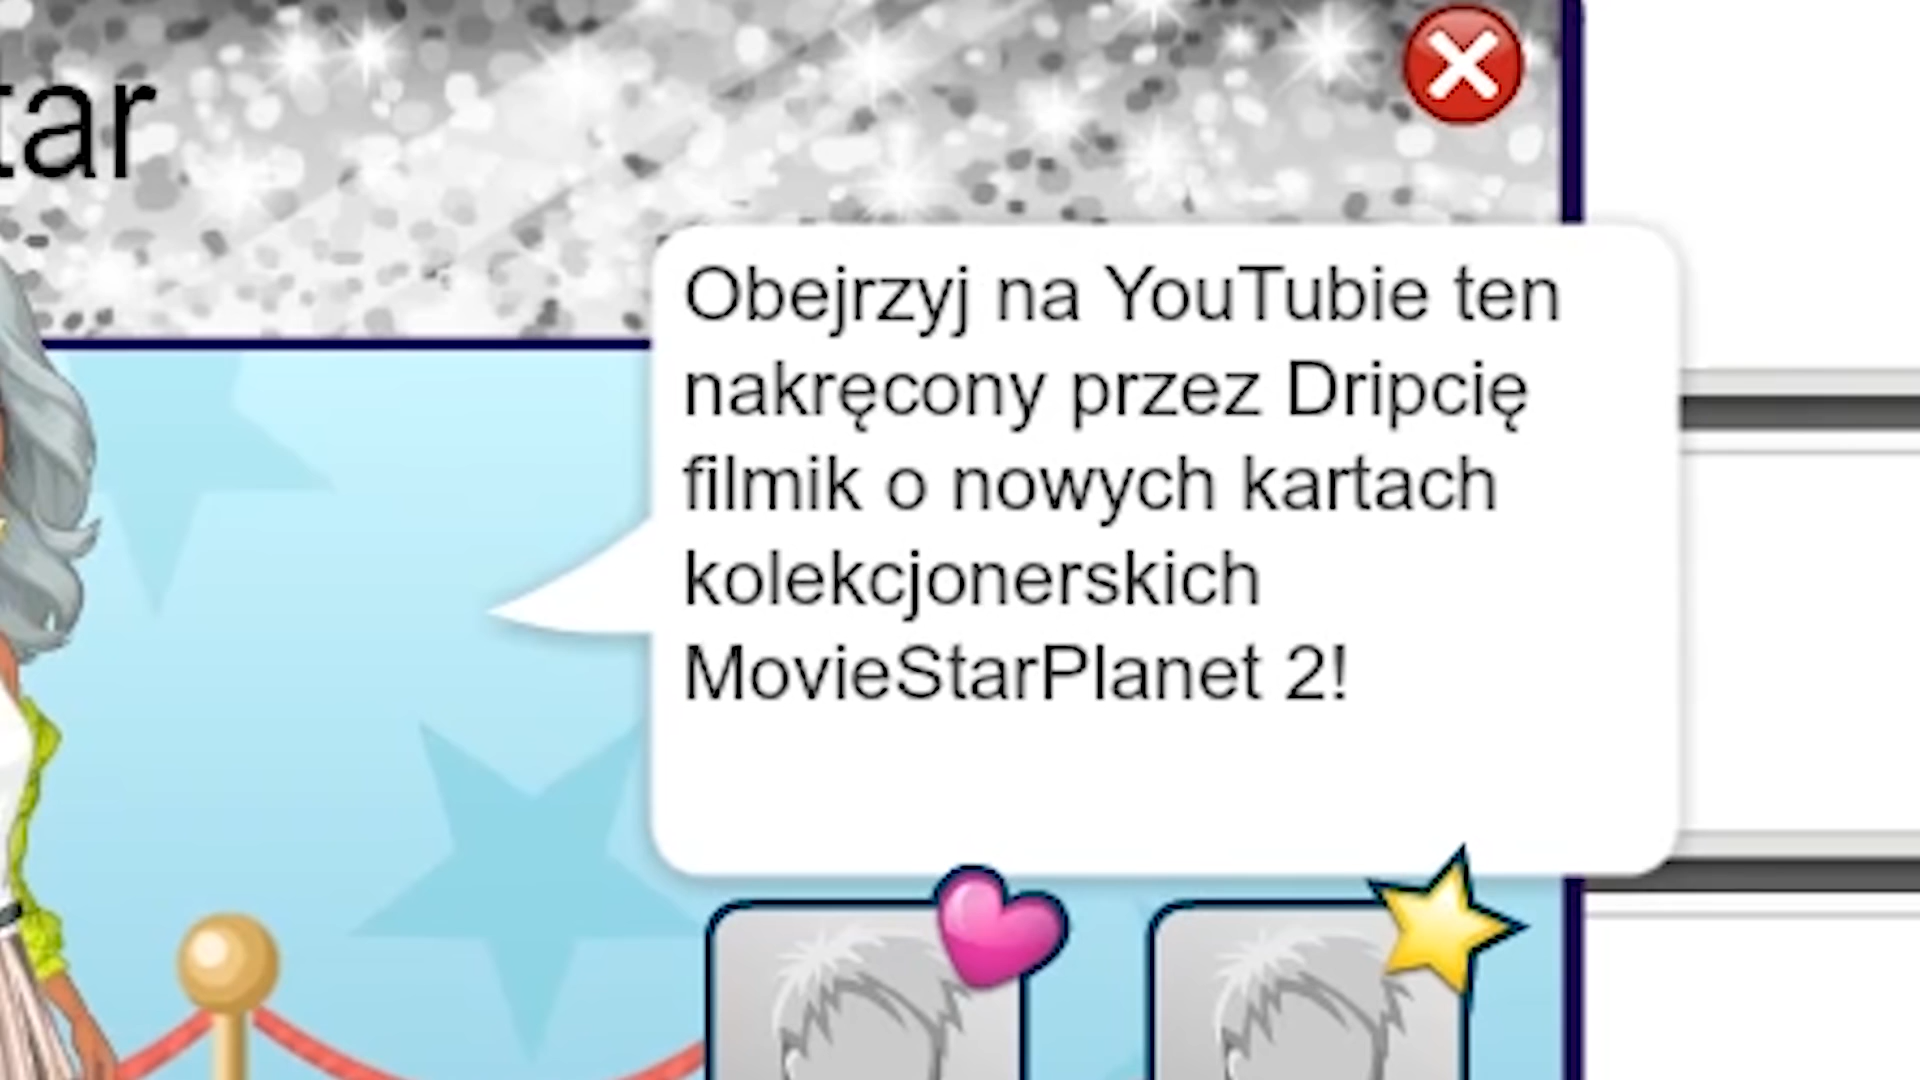 tar
Obejrzyj na YouTubie ten
nakręcony przez Dripcię
filmik o nowych kartach
kolekcjonerskich
MovieStarPlanet 2!